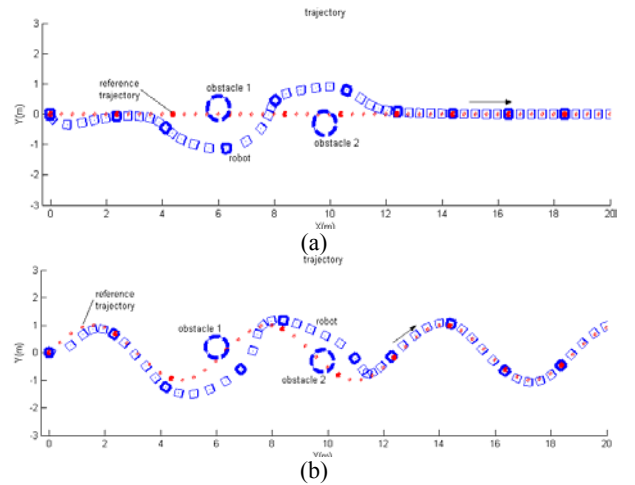 trajectory
3
2
1
0
-1
-2
-3
Y(m)
reference
trajectory
obstacle 1
robot
obstacle 2
0 2 4 6 8 10 12 14 16 18 20
X(m)
(a)
trajectory
3
2
1
0
-1
-2
-3
Y(m)
reference
trajectory
obstacle 1
robot
obstacle 2
0 2 4 6 8 10 12 14 16 18 20
(b)